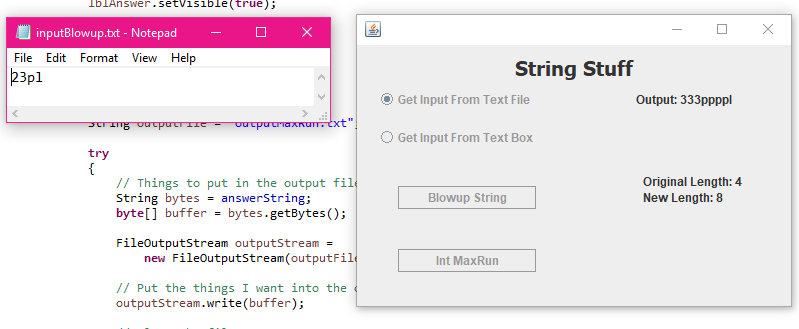 lblAnswer.setVisible(true);
inputBlowup.txt - Notepad
File Edit Format View Help
23pl
String outputFile = "outputMaxRun.txt";
try
{
// Things to put in the output file
String bytes = answerString;
byte[] buffer = bytes.getBytes();
FileOutputStream outputStream =
new FileOutputStream(outputFile
// Put the things I want into the
outputStream.write(buffer);
String Stuff
Get Input From Text File
Output: 333ppppl
Get Input From Text Box
Original Length: 4
New Length: 8
Blowup String
Int MaxRun